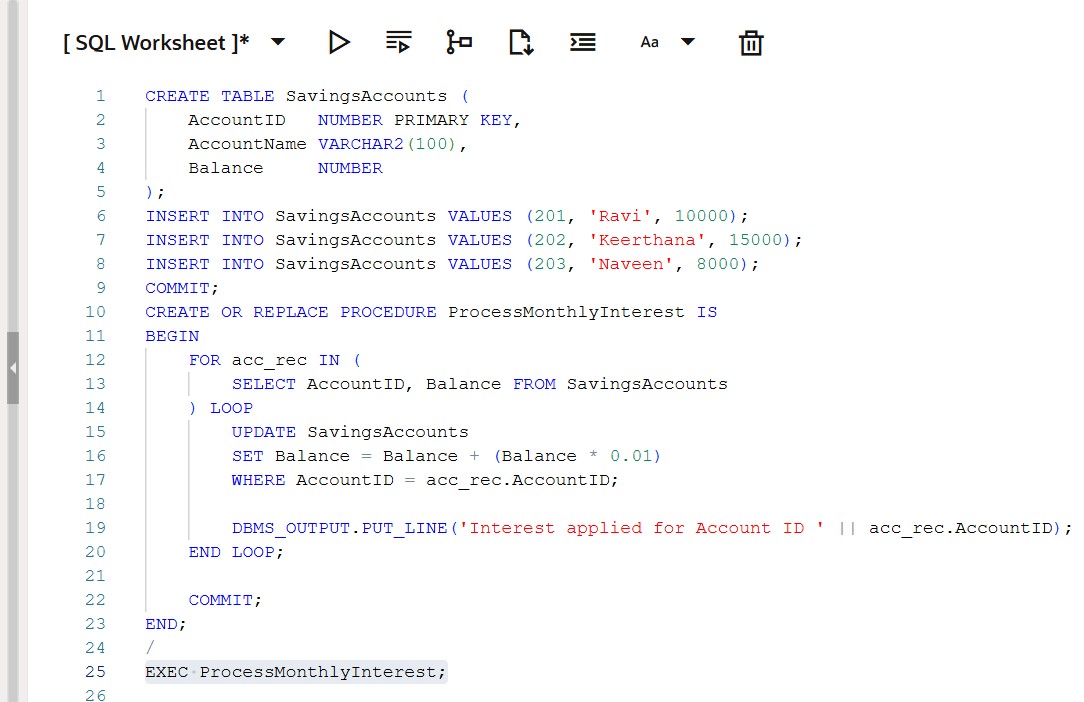 [ SQL Worksheet ]* Aa
1 CREATE TABLE SavingsAccounts (
2     AccountID   NUMBER PRIMARY KEY,
3     AccountName VARCHAR2(100),
4     Balance     NUMBER
5 );
6 INSERT INTO SavingsAccounts VALUES (201, 'Ravi', 10000);
7 INSERT INTO SavingsAccounts VALUES (202, 'Keerthana', 15000);
8 INSERT INTO SavingsAccounts VALUES (203, 'Naveen', 8000);
9 COMMIT;
10 CREATE OR REPLACE PROCEDURE ProcessMonthlyInterest IS
11 BEGIN
12     FOR acc_rec IN (
13         SELECT AccountID, Balance FROM SavingsAccounts
14     ) LOOP
15         UPDATE SavingsAccounts
16         SET Balance = Balance + (Balance * 0.01)
17         WHERE AccountID = acc_rec.AccountID;
18
19         DBMS_OUTPUT.PUT_LINE('Interest applied for Account ID ' || acc_rec.AccountID);
20     END LOOP;
21
22     COMMIT;
23 END;
24 /
25 EXEC ProcessMonthlyInterest;
26